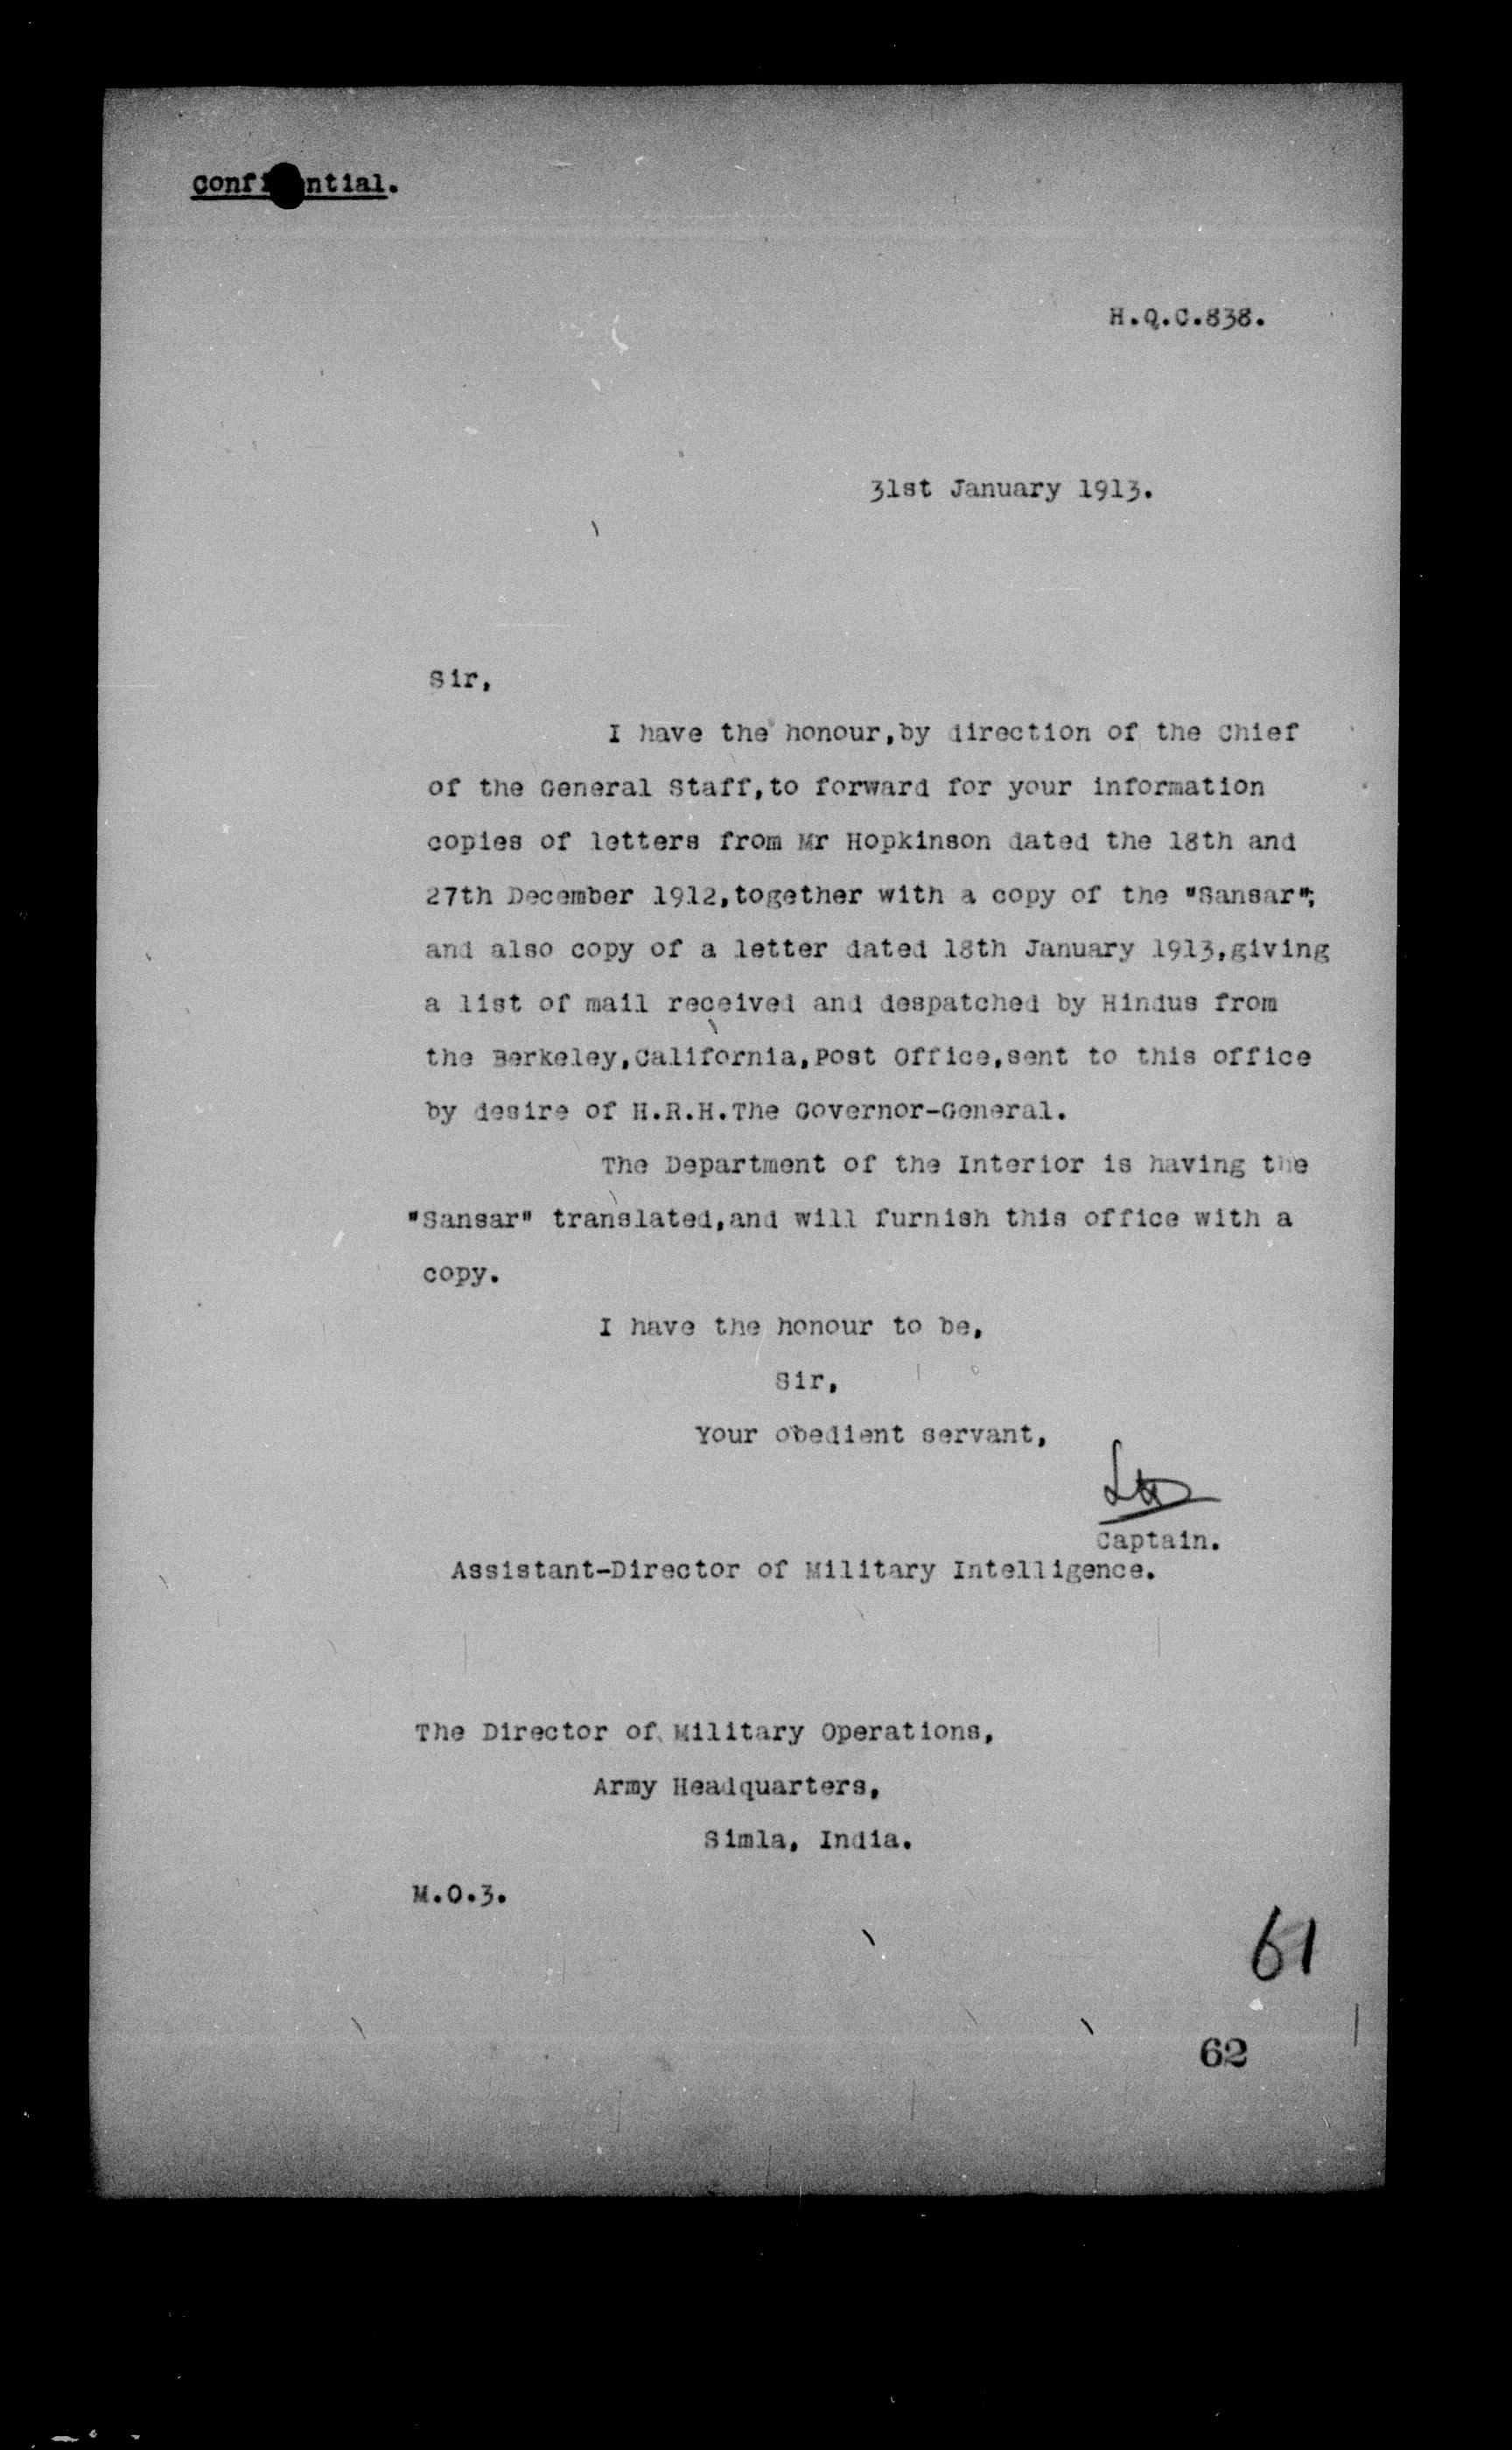 Confi ntial.
H.Q.C.838.
31st January 1913.
Sir,
I have the honour,by direction of the Chief
of the General Staff,to forward for your information
copies of letters from Mr Hopkinson dated the 18th and
27th December 1912,together with a copy of the "Sansar";
and also copy of a letter dated 18th January 1913,giving
a list of mail received and despatched by Hindus from
the Berkeley,California,Post Office,sent to this office
by desire of H.R.H.The Governor-General.
The Department of the Interior is having the
"Sansar" translated,and will furnish this office with a
copy.
I have the honour to be,
Sir,
Your obedient servant,
Captain.
Assistant-Director of Military Intelligence.
The Director of Military Operations,
Army Headquarters,
Simla, India.
M.O.3.
61
62